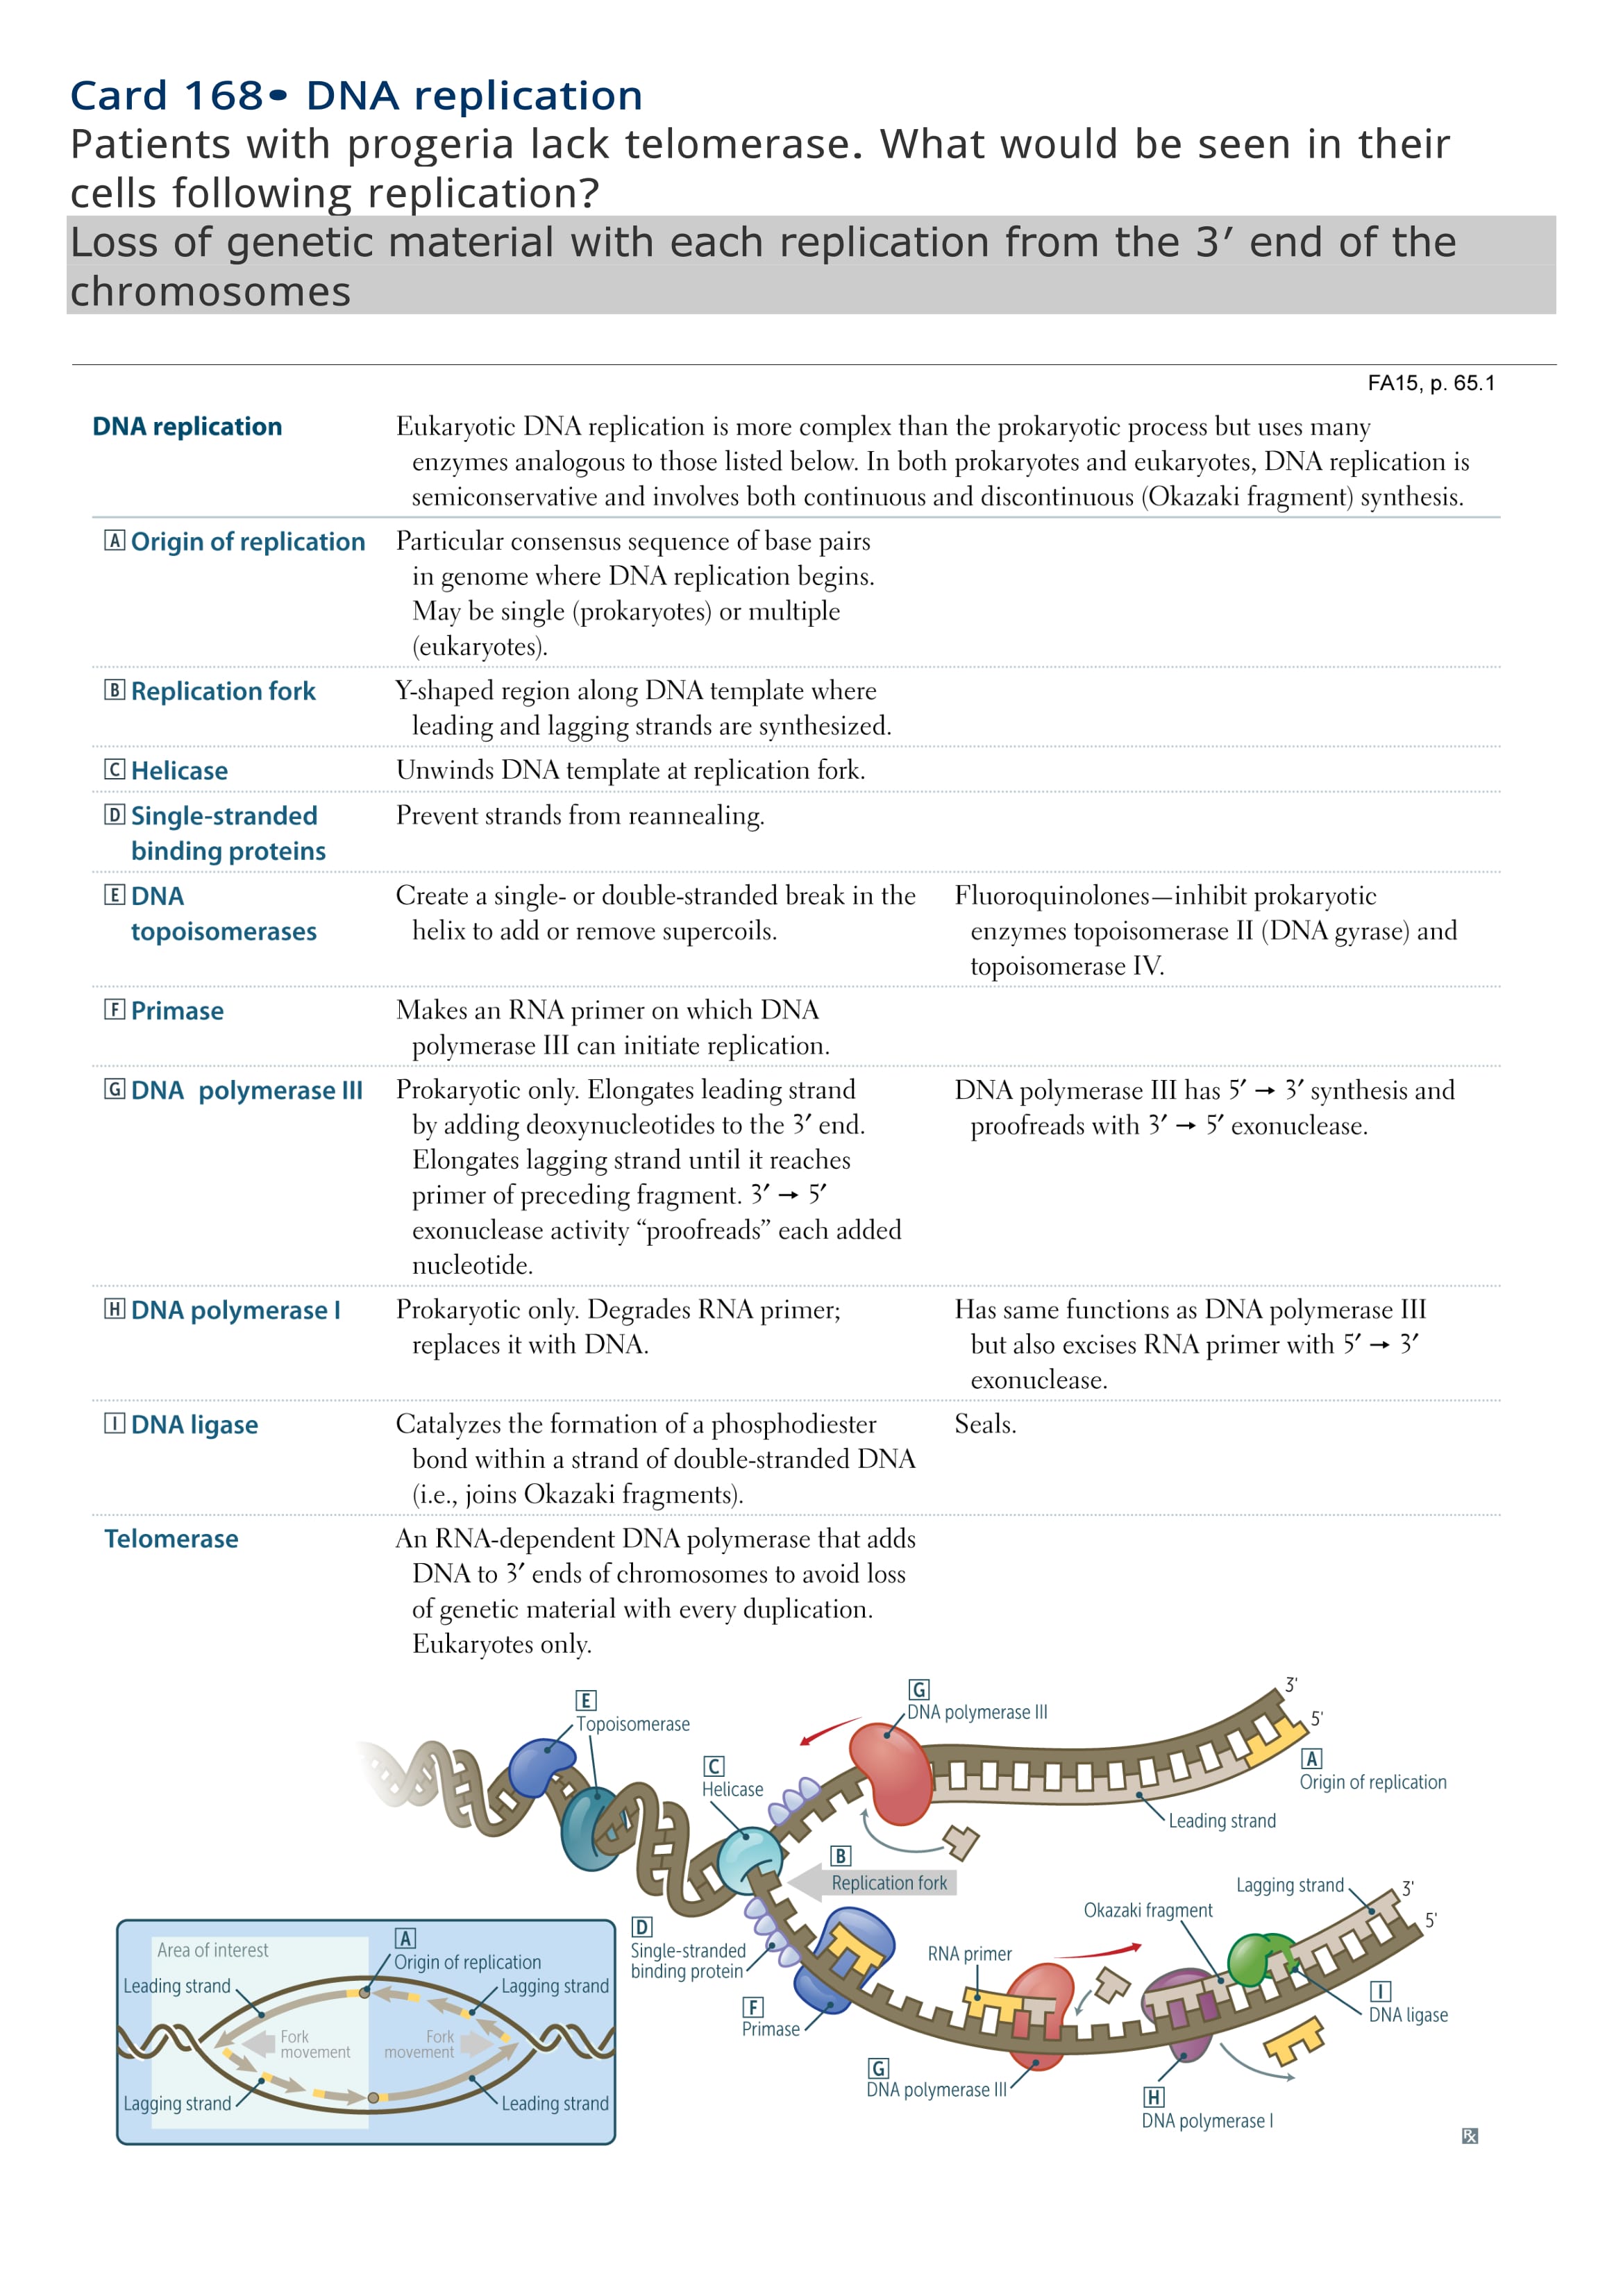 Card 168• DNA replication
Patients with progeria lack telomerase. What would be seen in their
cells following replication?
Loss of genetic material with each replication from the 3′ end of the
chromosomes
FA15, p. 65.1
DNA replication
Eukaryotic DNA replication is more complex than the prokaryotic process but uses many
enzymes analogous to those listed below. In both prokaryotes and eukaryotes, DNA replication is
semiconservative and involves both continuous and discontinuous (Okazaki fragment) synthesis.
A Origin of replication
Particular consensus sequence of base pairs
in genome where DNA replication begins.
May be single (prokaryotes) or multiple
(eukaryotes).
B Replication fork
Y-shaped region along DNA template where
leading and lagging strands are synthesized.
C Helicase
Unwinds DNA template at replication fork.
D Single-stranded
binding proteins
Prevent strands from reannealing.
E DNA
topoisomerases
Create a single- or double-stranded break in the
helix to add or remove supercoils.
Fluoroquinolones—inhibit prokaryotic
enzymes topoisomerase II (DNA gyrase) and
topoisomerase IV.
F Primase
Makes an RNA primer on which DNA
polymerase III can initiate replication.
G DNA polymerase III
Prokaryotic only. Elongates leading strand
by adding deoxynucleotides to the 3′ end.
Elongates lagging strand until it reaches
primer of preceding fragment. 3′ → 5′
exonuclease activity “proofreads” each added
nucleotide.
DNA polymerase III has 5′ → 3′ synthesis and
proofreads with 3′ → 5′ exonuclease.
H DNA polymerase I
Prokaryotic only. Degrades RNA primer;
replaces it with DNA.
Has same functions as DNA polymerase III
but also excises RNA primer with 5′ → 3′
exonuclease.
I DNA ligase
Catalyzes the formation of a phosphodiester
bond within a strand of double-stranded DNA
(i.e., joins Okazaki fragments).
Seals.
Telomerase
An RNA-dependent DNA polymerase that adds
DNA to 3′ ends of chromosomes to avoid loss
of genetic material with every duplication.
Eukaryotes only.
E
Topoisomerase
G
DNA polymerase III
3'
5'
A
Origin of replication
C
Helicase
Leading strand
B
Replication fork
Lagging strand
3'
5'
Okazaki fragment
D
Single-stranded
binding protein
RNA primer
I
DNA ligase
F
Primase
G
DNA polymerase III
H
DNA polymerase I
Area of interest
A
Origin of replication
Leading strand
Lagging strand
Fork
movement
Fork
movement
Lagging strand
Leading strand
Rx